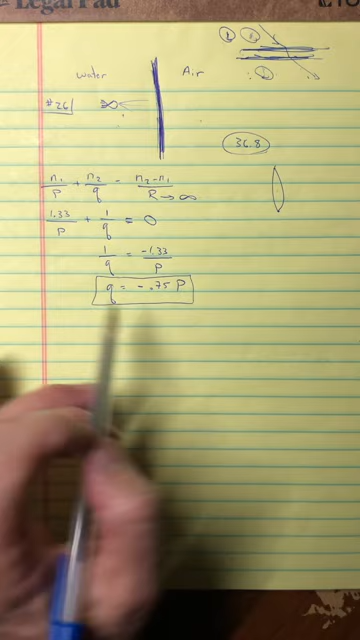 Legal Pad
① ②
①
water Air
#26
36.8
n₁/P + n₂/q = n₂-n₁/R→∞
1.33/P + 1/q = 0
1/q = -1.33/P
q = -.75 P